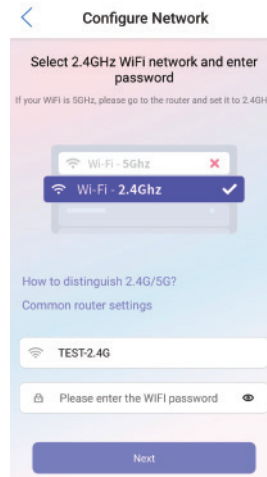 Configure Network
Select 2.4GHz WiFi network and enter
password
If your WiFi is 5GHz, please go to the router and set it to 2.4GH
Wi-Fi - 5Ghz
Wi-Fi - 2.4Ghz
How to distinguish 2.4G/5G?
Common router settings
TEST-2.4G
Please enter the WIFI password
Next